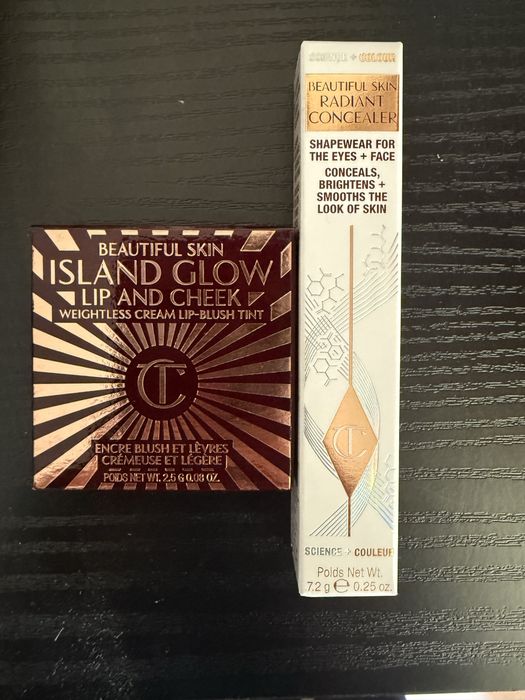 BEAUTIFUL SKIN
ISLAND GLOW
LIP AND CHEEK
WEIGHTLESS CREAM LIP-BLUSH TINT
CT
ENCRE BLUSH ET LÈVRES
CRÉMEUSE ET LÉGÈRE
POIDS NET WT. 2,5 G 0.08 OZ.
SCIENCE + COLOUR
BEAUTIFUL SKIN
RADIANT
CONCEALER
SHAPEWEAR FOR
THE EYES + FACE
CONCEALS,
BRIGHTENS +
SMOOTHS THE
LOOK OF SKIN
CT
SCIENCE + COULEUR
Poids Net Wt.
7.2 g e 0.25 oz.